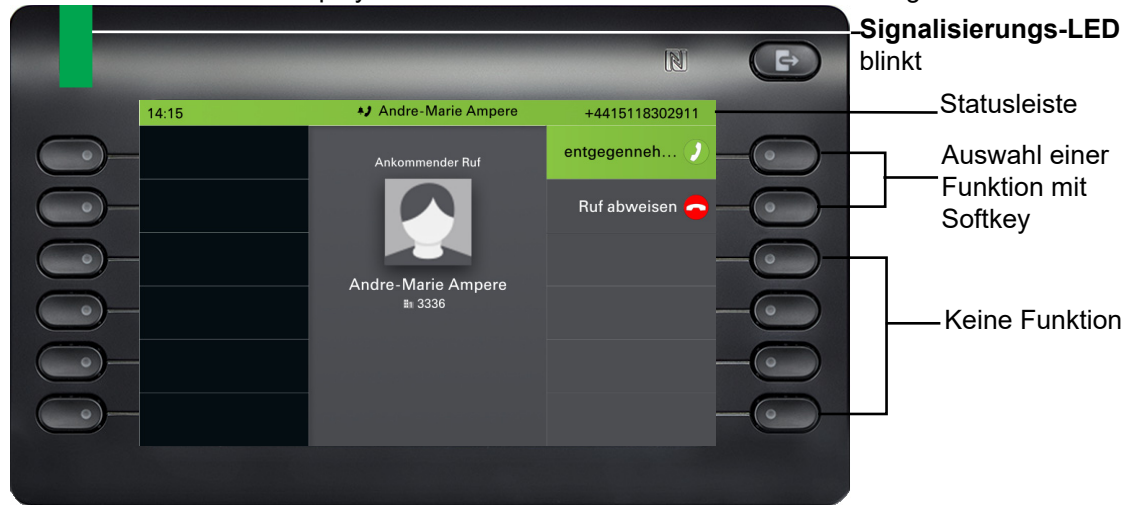 Signalisierungs-LED
blinkt
14:15
Andre-Marie Ampere
+4415118302911
Statusleiste
Ankommender Ruf
entgegenneh...
Ruf abweisen
Auswahl einer
Funktion mit
Softkey
Andre-Marie Ampere
3336
Keine Funktion